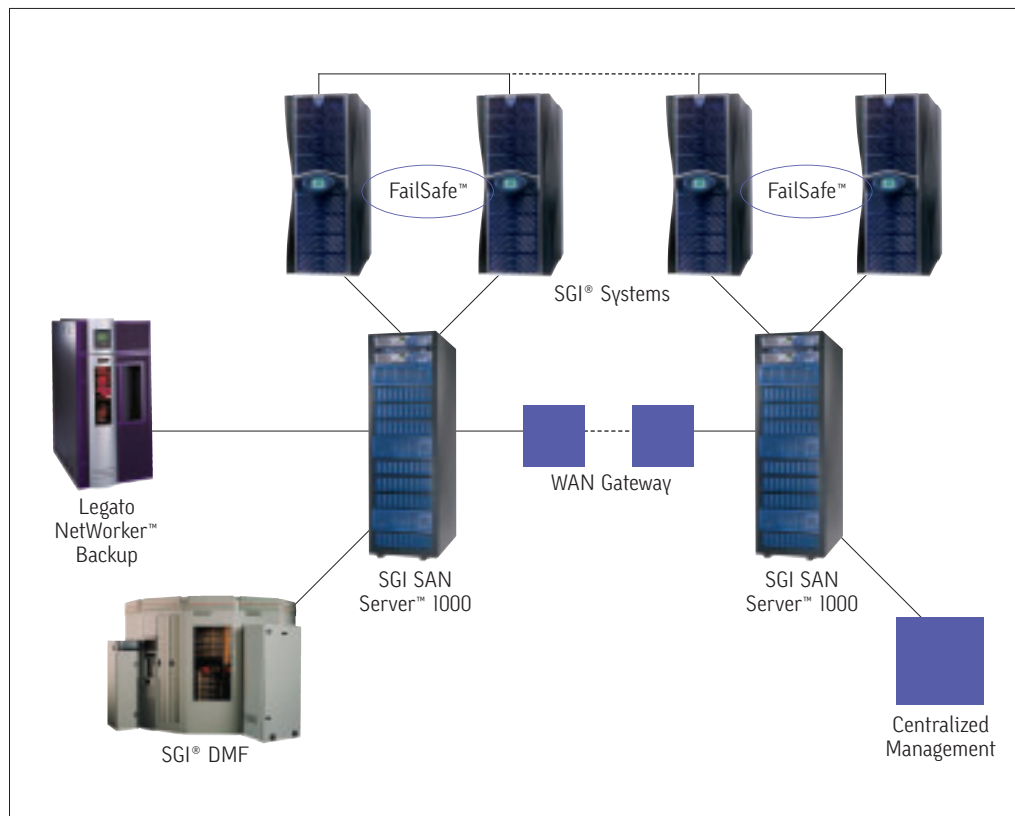 FailSafe™
FailSafe™
SGI® Systems
Legato
NetWorker™
Backup
WAN Gateway
SGI SAN
Server™ 1000
SGI SAN
Server™ 1000
SGI® DMF
Centralized
Management